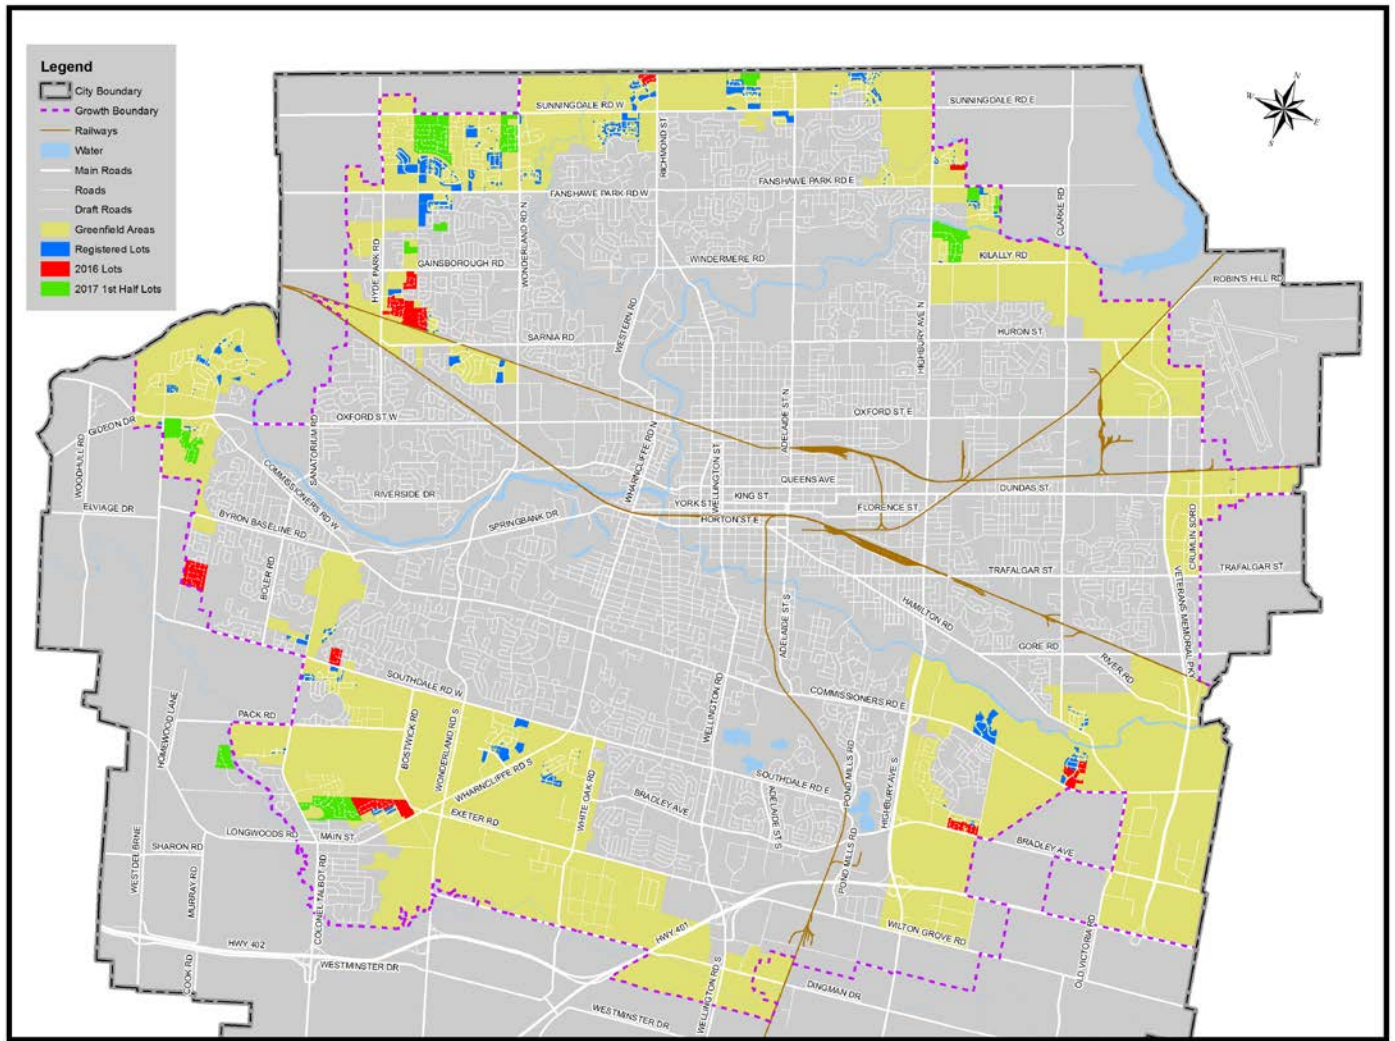 Legend
City Boundary
Growth Boundary
Railways
Water
Main Roads
Roads
Draft Roads
Greenfield Areas
Registered Lots
2016 Lots
2017 1st Half Lots
N
W
E
S
SUNNINGDALE RD W
SUNNINGDALE RD E
RICHMOND ST
FANSHAWE PARK RD W
FANSHAWE PARK RD E
CLARKE RD
HYDE PARK RD
WONDERLAND RD N
GAINSBOROUGH RD
WINDERMERE RD
KILALLY RD
ROBIN'S HILL RD
WESTERN RD
SARNIA RD
HIGHBURY AVE N
HURON ST
GIDEON DR
OXFORD ST W
OXFORD ST E
ADELAIDE ST N
WOODHULL RD
SANATORIUM RD
COMMISSIONERS RD W
WHARNCLIFFE RD N
WELLINGTON ST
QUEENS AVE
DUNDAS ST
RIVERSIDE DR
KING ST
YORK ST
FLORENCE ST
ELVIAGE DR
BYRON BASELINE RD
SPRINGBANK DR
HORTON ST E
CRUMLIN SORD
TRAFALGAR ST
TRAFALGAR ST
BOLER RD
VETERANS MEMORIAL PKY
HAMILTON RD
ADELAIDE ST S
GORE RD
RIVER RD
SOUTHDALE RD W
COMMISSIONERS RD E
HOMEWOOD LANE
PACK RD
BOSTWICK RD
WONDERLAND RD S
WELLINGTON RD
WHARNCLIFFE RD S
POND MILLS RD
HIGHBURY AVE S
SOUTHDALE RD E
WHITE OAK RD
BRADLEY AVE
ADELAIDE ST S
EXETER RD
LONGWOODS RD
MAIN ST
SHARON RD
BRADLEY AVE
WESTDEL BRNE
MURRAY RD
COLONEL TALBOT RD
POND MILLS RD
HWY 401
WILTON GROVE RD
OLD VICTORIA RD
HWY 402
WESTMINSTER DR
COOK RD
WELLINGTON RD S
DINGMAN DR
WESTMINSTER DR